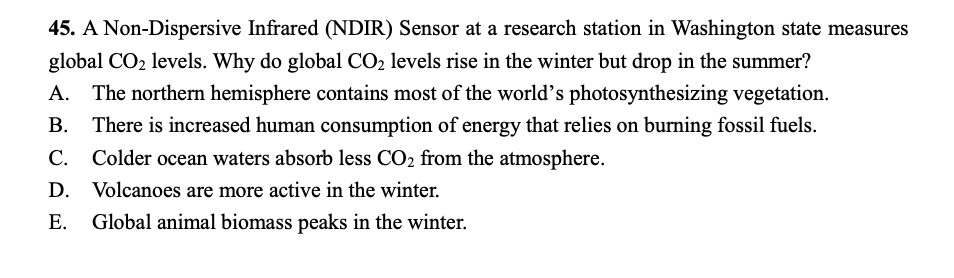 45. A Non-Dispersive Infrared (NDIR) Sensor at a research station in Washington state measures
global CO₂ levels. Why do global CO₂ levels rise in the winter but drop in the summer?
A. The northern hemisphere contains most of the world’s photosynthesizing vegetation.
B. There is increased human consumption of energy that relies on burning fossil fuels.
C. Colder ocean waters absorb less CO₂ from the atmosphere.
D. Volcanoes are more active in the winter.
E. Global animal biomass peaks in the winter.